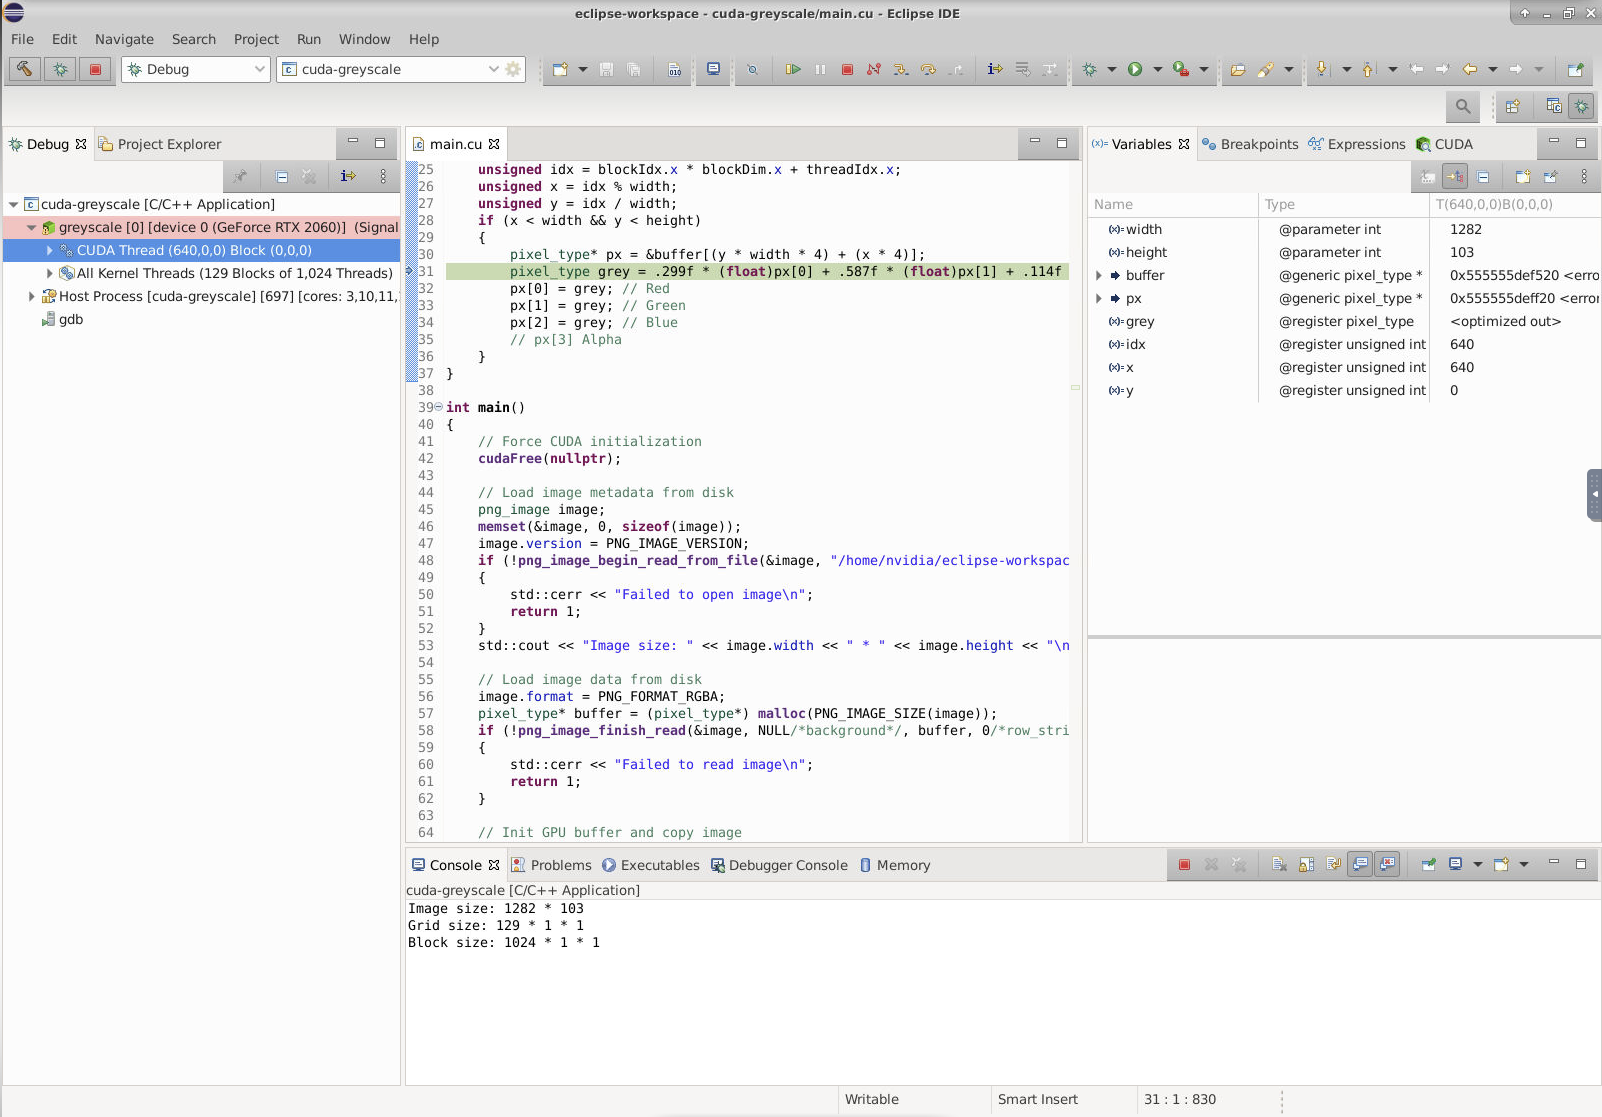 eclipse-workspace - cuda-greyscale/main.cu - Eclipse IDE
File Edit Navigate Search Project Run Window Help
Debug cuda-greyscale
Debug Project Explorer
cuda-greyscale [C/C++ Application]
greyscale [0] [device 0 (GeForce RTX 2060)] (Signal
CUDA Thread (640,0,0) Block (0,0,0)
All Kernel Threads (129 Blocks of 1,024 Threads)
Host Process [cuda-greyscale] [697] [cores: 3,10,11,
gdb
main.cu
25 unsigned idx = blockIdx.x * blockDim.x + threadIdx.x;
26 unsigned x = idx % width;
27 unsigned y = idx / width;
28 if (x < width && y < height)
29 {
30 pixel_type* px = &buffer[(y * width * 4) + (x * 4)];
31 pixel_type grey = .299f * (float)px[0] + .587f * (float)px[1] + .114f
32 px[0] = grey; // Red
33 px[1] = grey; // Green
34 px[2] = grey; // Blue
35 // px[3] Alpha
36 }
37 }
38
39 int main()
40 {
41 // Force CUDA initialization
42 cudaFree(nullptr);
43
44 // Load image metadata from disk
45 png_image image;
46 memset(&image, 0, sizeof(image));
47 image.version = PNG_IMAGE_VERSION;
48 if (!png_image_begin_read_from_file(&image, "/home/nvidia/eclipse-workspac
49 {
50 std::cerr << "Failed to open image\n";
51 return 1;
52 }
53 std::cout << "Image size: " << image.width << " * " << image.height << "\n
54
55 // Load image data from disk
56 image.format = PNG_FORMAT_RGBA;
57 pixel_type* buffer = (pixel_type*) malloc(PNG_IMAGE_SIZE(image));
58 if (!png_image_finish_read(&image, NULL/*background*/, buffer, 0/*row_stri
59 {
60 std::cerr << "Failed to read image\n";
61 return 1;
62 }
63
64 // Init GPU buffer and copy image
Variables Breakpoints Expressions CUDA
Name Type T(640,0,0)B(0,0,0)
width @parameter int 1282
height @parameter int 103
buffer @generic pixel_type * 0x555555def520 <erro
px @generic pixel_type * 0x555555deff20 <error
grey @register pixel_type <optimized out>
idx @register unsigned int 640
x @register unsigned int 640
y @register unsigned int 0
Console Problems Executables Debugger Console Memory
cuda-greyscale [C/C++ Application]
Image size: 1282 * 103
Grid size: 129 * 1 * 1
Block size: 1024 * 1 * 1
Writable Smart Insert 31 : 1 : 830